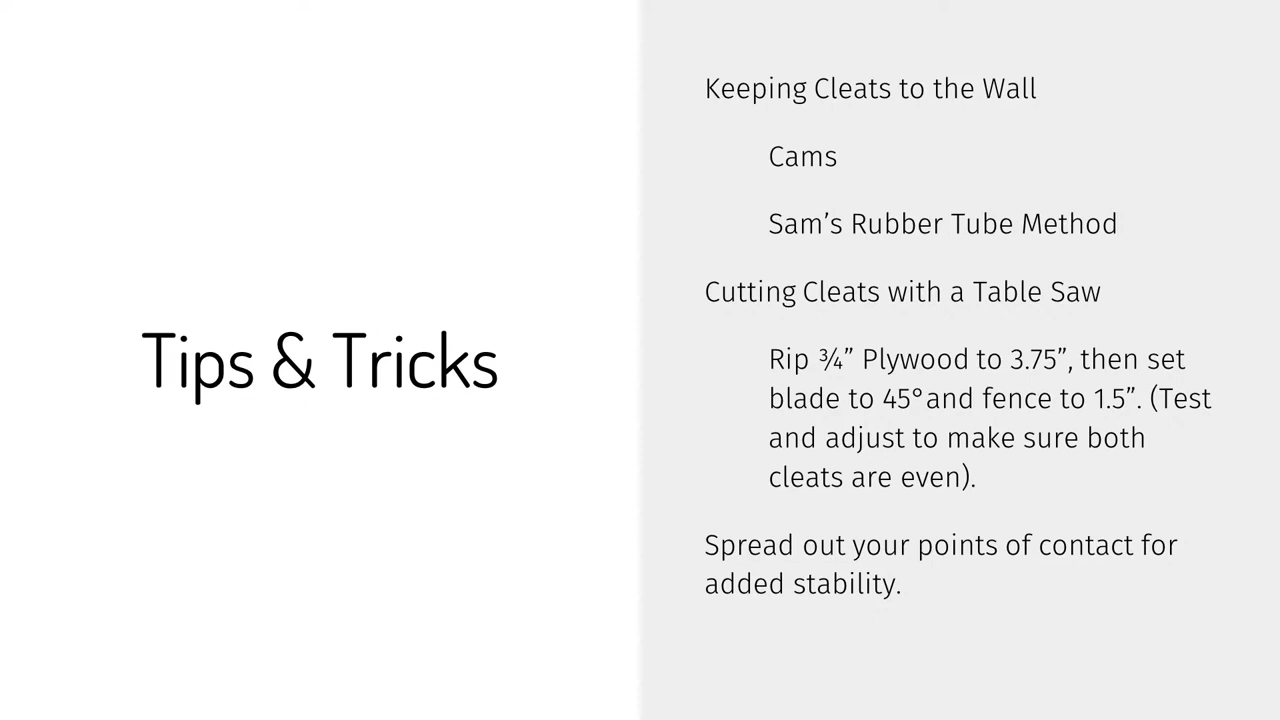 Tips & Tricks
Keeping Cleats to the Wall
Cams
Sam’s Rubber Tube Method
Cutting Cleats with a Table Saw
Rip ¾” Plywood to 3.75”, then set
blade to 45°and fence to 1.5”. (Test
and adjust to make sure both
cleats are even).
Spread out your points of contact for
added stability.